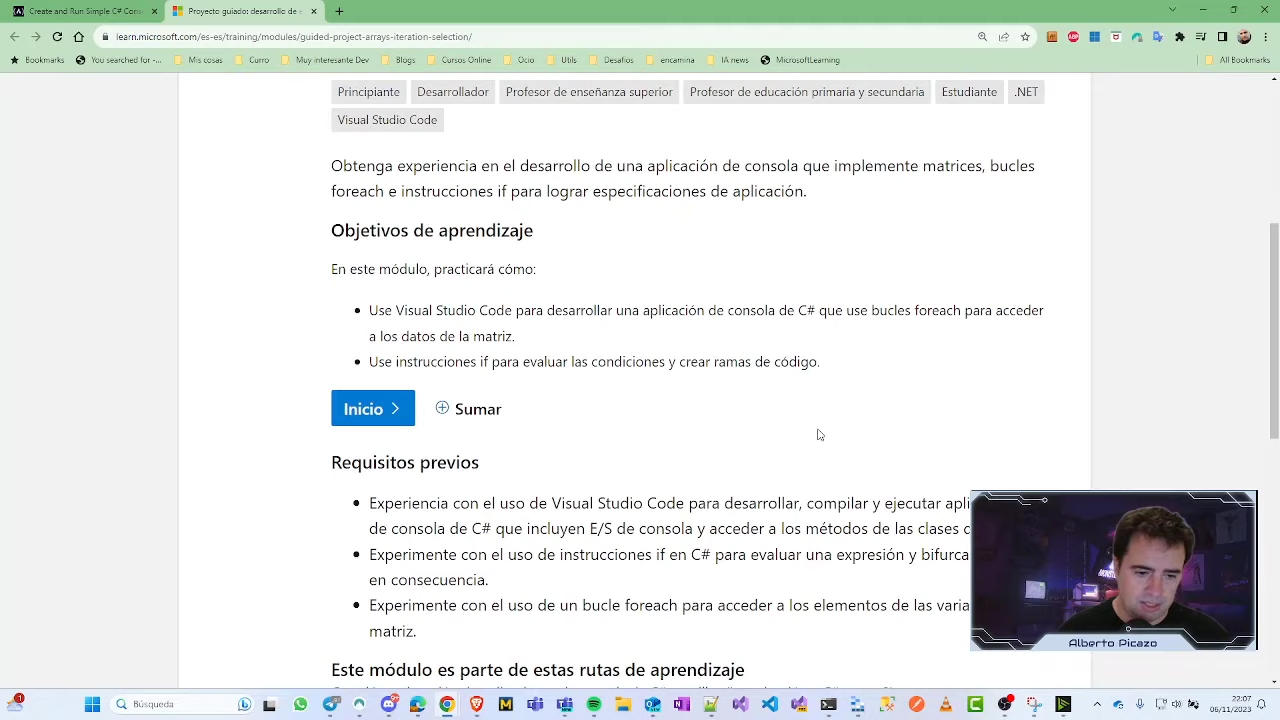 Create and Run Simple C# Cons
Proyecto guiado: desarrollo de
learn.microsoft.com/es-es/training/modules/guided-project-arrays-iteration-selection/
Bookmarks
You searched for -...
Mis cosas
Curro
Muy interesante Dev
Blogs
Cursos Online
Ocio
Utils
Desafios
encamina
IA news
MicrosoftLearning
All Bookmarks
Principiante
Desarrollador
Profesor de enseñanza superior
Profesor de educación primaria y secundaria
Estudiante
.NET
Visual Studio Code
Obtenga experiencia en el desarrollo de una aplicación de consola que implemente matrices, bucles
foreach e instrucciones if para lograr especificaciones de aplicación.
Objetivos de aprendizaje
En este módulo, practicará cómo:
Use Visual Studio Code para desarrollar una aplicación de consola de C# que use bucles foreach para acceder
a los datos de la matriz.
Use instrucciones if para evaluar las condiciones y crear ramas de código.
Inicio
Sumar
Requisitos previos
Experiencia con el uso de Visual Studio Code para desarrollar, compilar y ejecutar apli
de consola de C# que incluyen E/S de consola y acceder a los métodos de las clases
Experimente con el uso de instrucciones if en C# para evaluar una expresión y bifurca
en consecuencia.
Experimente con el uso de un bucle foreach para acceder a los elementos de las varia
matriz.
Este módulo es parte de estas rutas de aprendizaje
Alberto Picazo
Búsqueda
22:07
06/11/2023